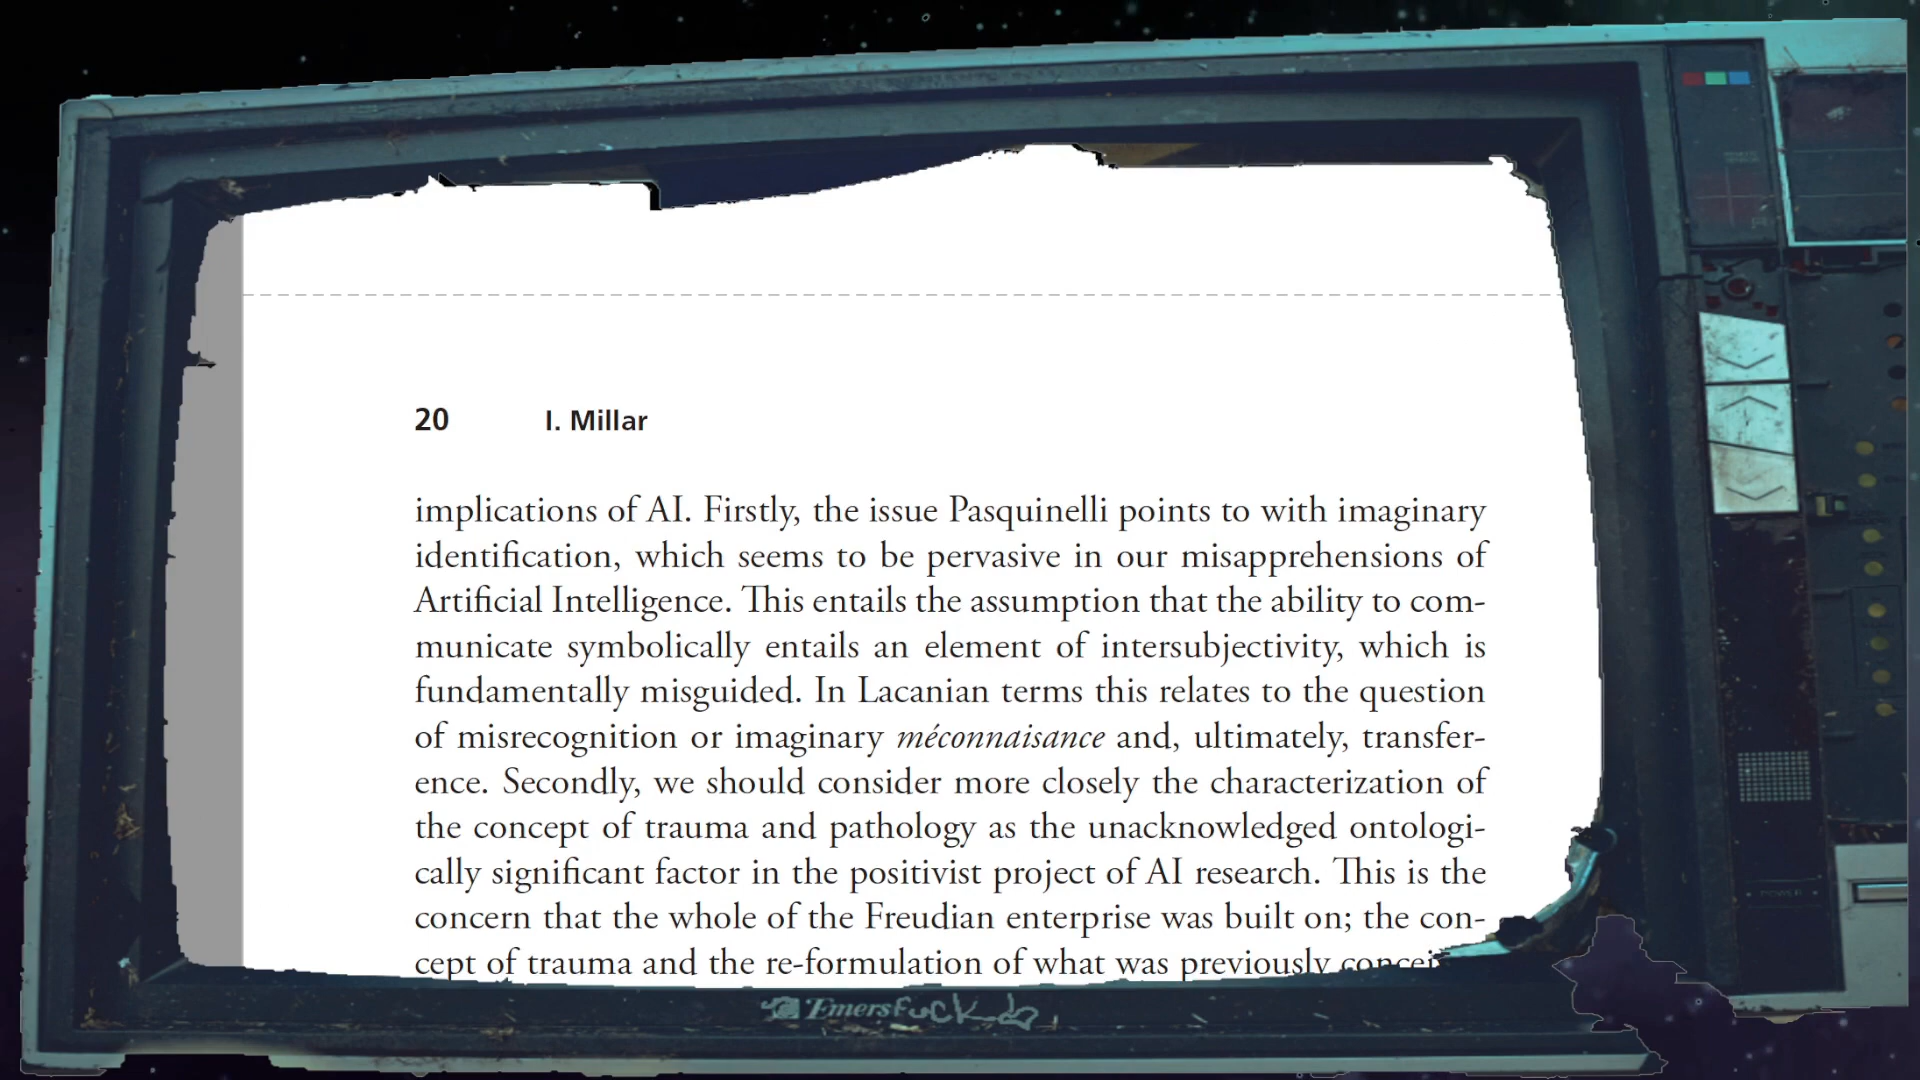 20 I. Millar
implications of AI. Firstly, the issue Pasquinelli points to with imaginary
identification, which seems to be pervasive in our misapprehensions of
Artificial Intelligence. This entails the assumption that the ability to com-
municate symbolically entails an element of intersubjectivity, which is
fundamentally misguided. In Lacanian terms this relates to the question
of misrecognition or imaginary méconnaisance and, ultimately, transfer-
ence. Secondly, we should consider more closely the characterization of
the concept of trauma and pathology as the unacknowledged ontologi-
cally significant factor in the positivist project of AI research. This is the
concern that the whole of the Freudian enterprise was built on; the con-
cept of trauma and the re-formulation of what was previously
POWER